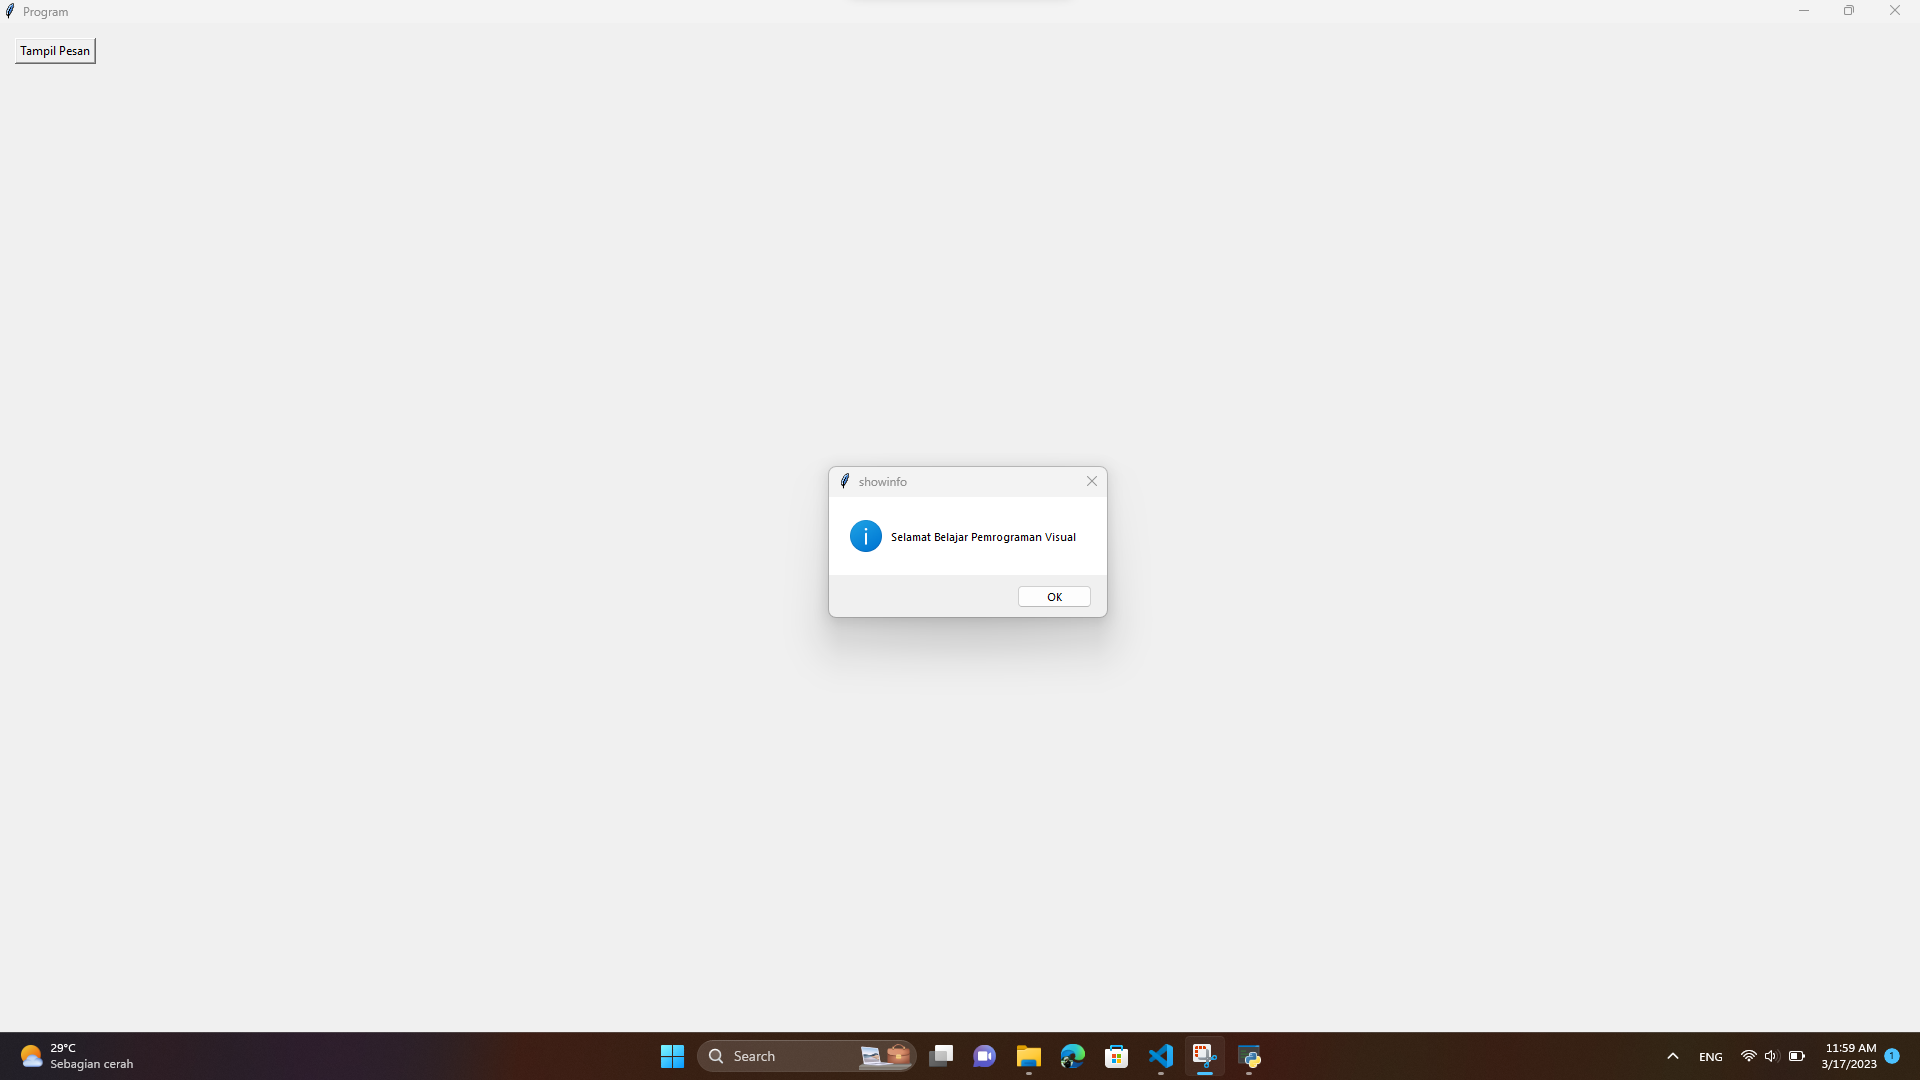 Program
Tampil Pesan
showinfo
Selamat Belajar Pemrograman Visual
OK
29°C
Sebagian cerah
Search
ENG
11:59 AM
3/17/2023
1